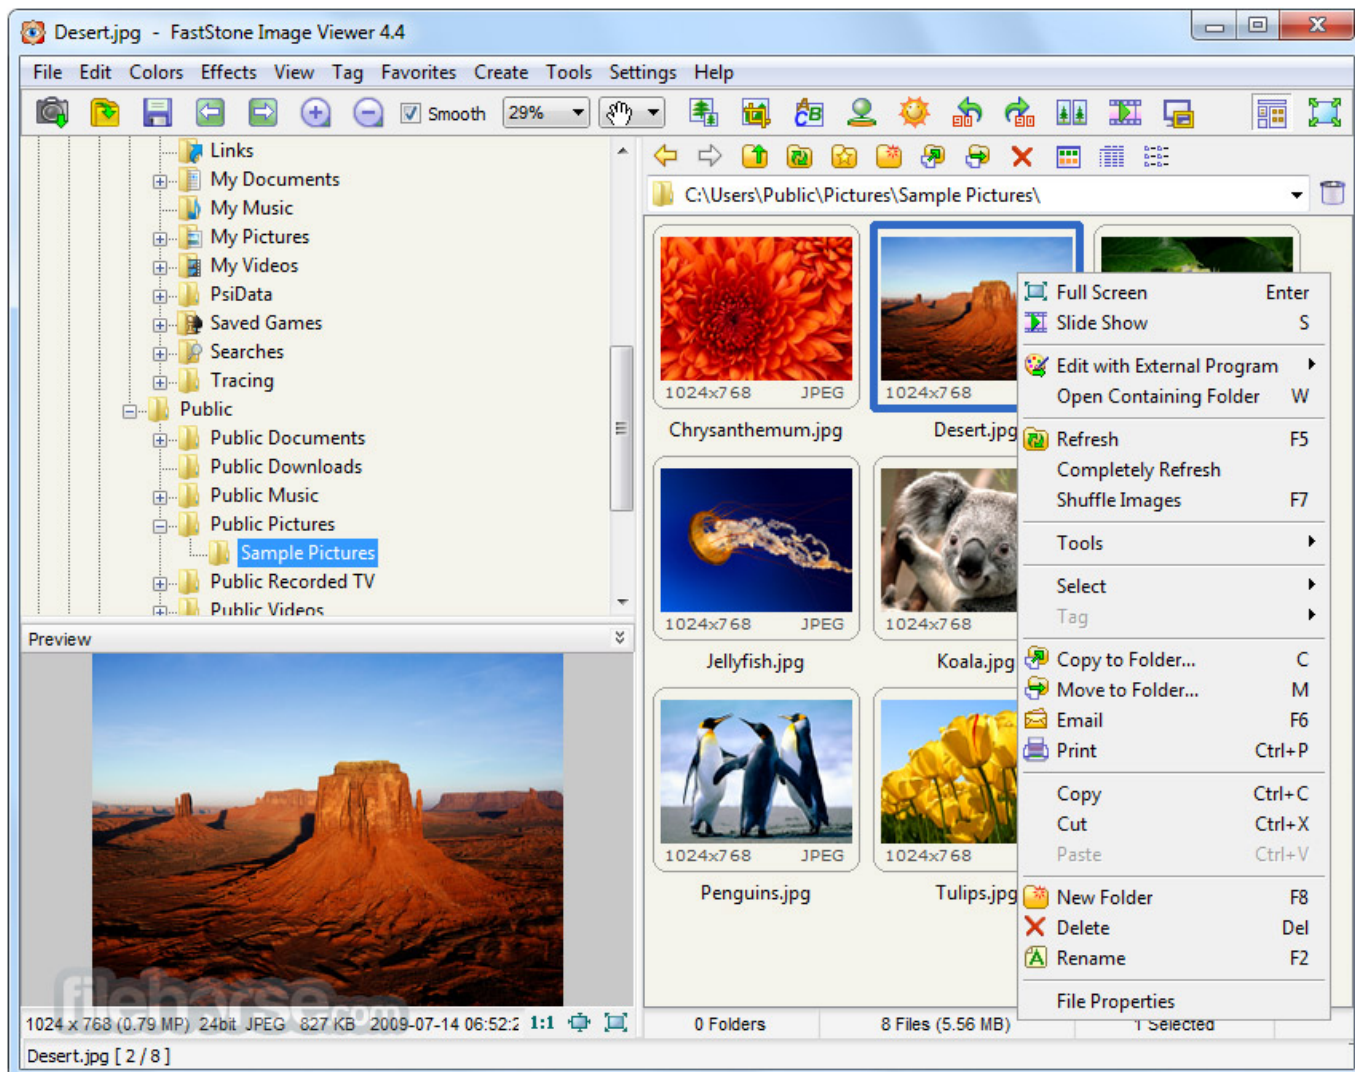 Desert.jpg - FastStone Image Viewer 4.4
File Edit Colors Effects View Tag Favorites Create Tools Settings Help
Smooth 29%
Links
My Documents
My Music
My Pictures
My Videos
PsiData
Saved Games
Searches
Tracing
Public
Public Documents
Public Downloads
Public Music
Public Pictures
Sample Pictures
Public Recorded TV
Public Videos
C:\Users\Public\Pictures\Sample Pictures\
1024x768 JPEG
Chrysanthemum.jpg
1024x768
Desert.jpg
1024x768 JPEG
Jellyfish.jpg
1024x768
Koala.jpg
1024x768 JPEG
Penguins.jpg
1024x768
Tulips.jpg
Full Screen Enter
Slide Show S
Edit with External Program
Open Containing Folder W
Refresh F5
Completely Refresh
Shuffle Images F7
Tools
Select
Tag
Copy to Folder... C
Move to Folder... M
Email F6
Print Ctrl+P
Copy Ctrl+C
Cut Ctrl+X
Paste Ctrl+V
New Folder F8
Delete Del
Rename F2
File Properties
Preview
filehorse.com
1024 x 768 (0.79 MP) 24bit JPEG 827 KB 2009-07-14 06:52:2 1:1
0 Folders 8 Files (5.56 MB) 1 Selected
Desert.jpg [ 2 / 8 ]